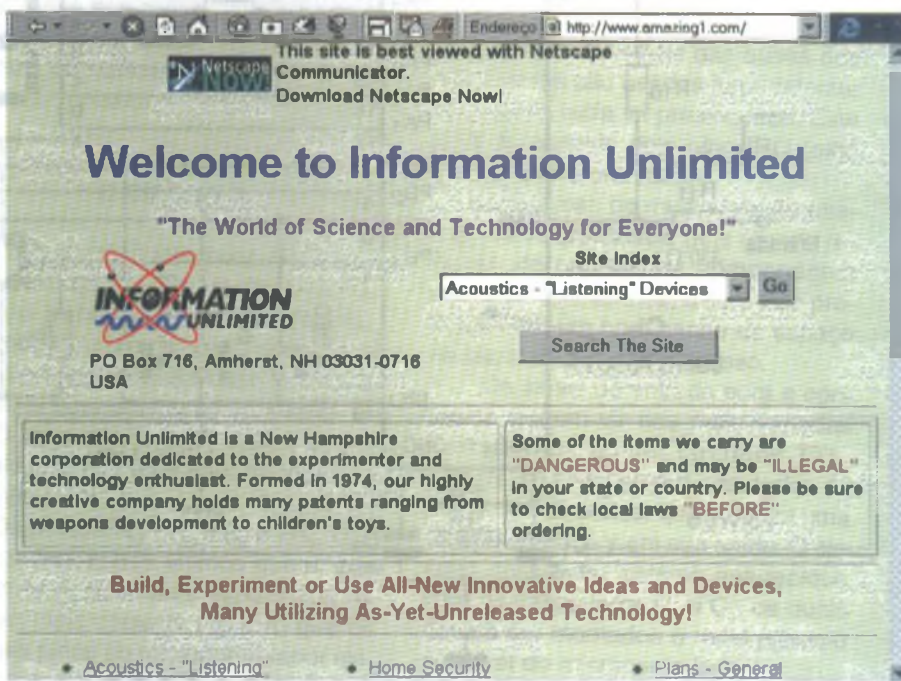 Endereço http://www.amazing1.com/
This site is best viewed with Netscape
Communicator.
Download Netscape Now!
Netscape
NOW!
Welcome to Information Unlimited
"The World of Science and Technology for Everyone!"
Site Index
Acoustics - "Listening" Devices
Go
INFORMATION
UNLIMITED
Search The Site
PO Box 716, Amherst, NH 03031-0716
USA
Information Unlimited is a New Hampshire
corporation dedicated to the experimenter and
technology enthusiast. Formed in 1974, our highly
creative company holds many patents ranging from
weapons development to children's toys.
Some of the items we carry are
"DANGEROUS" and may be "ILLEGAL"
in your state or country. Please be sure
to check local laws "BEFORE"
ordering.
Build, Experiment or Use All-New Innovative Ideas and Devices,
Many Utilizing As-Yet-Unreleased Technology!
Acoustics - "Listening"
Home Security
Plans - General